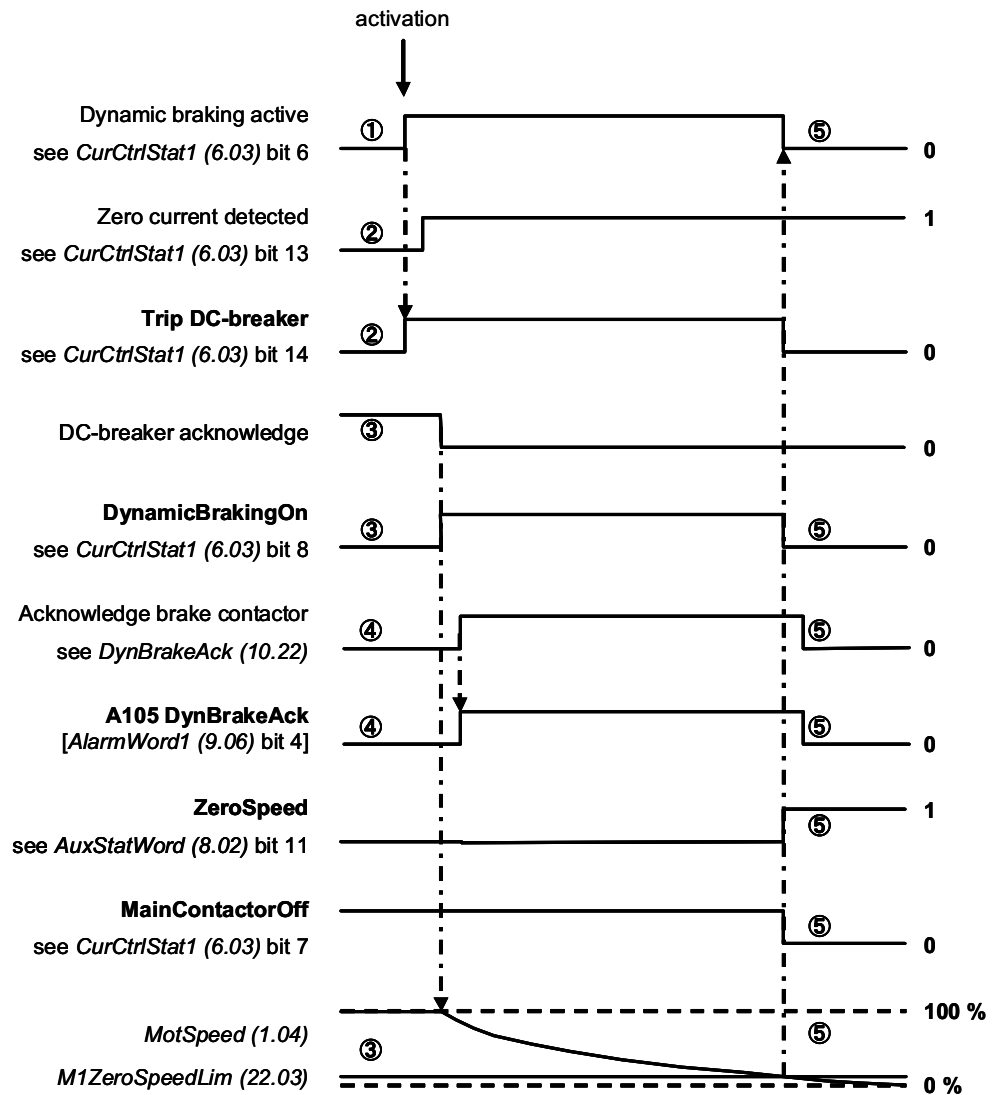 activation
Dynamic braking active
① ⑤
see CurCtrlStat1 (6.03) bit 6 0
Zero current detected 1
②
see CurCtrlStat1 (6.03) bit 13
Trip DC-breaker
②
see CurCtrlStat1 (6.03) bit 14 0
DC-breaker acknowledge ③
0
DynamicBrakingOn
③ ⑤
see CurCtrlStat1 (6.03) bit 8 0
Acknowledge brake contactor
④ ⑤
see DynBrakeAck (10.22) 0
A105 DynBrakeAck
④ ⑤
[AlarmWord1 (9.06) bit 4] 0
ZeroSpeed 1
⑤
see AuxStatWord (8.02) bit 11
MainContactorOff
⑤
see CurCtrlStat1 (6.03) bit 7 0
100 %
MotSpeed (1.04) ⑤
③
M1ZeroSpeedLim (22.03) 0 %